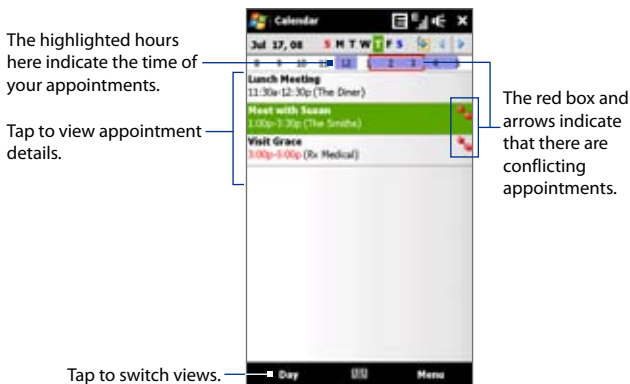 Calendar
The highlighted hours
here indicate the time of
your appointments.
Jul 17, 08 S M T W T F S
8 9 10 11 12 1 2 3 4 5
Lunch Meeting
11:30a-12:30p (The Diner)
Meet with Susan
1:00p-3:30p (The Smiths)
Visit Grace
3:00p-5:00p (Rx Medical)
Tap to view appointment
details.
The red box and
arrows indicate
that there are
conflicting
appointments.
Tap to switch views.
Day
Menu